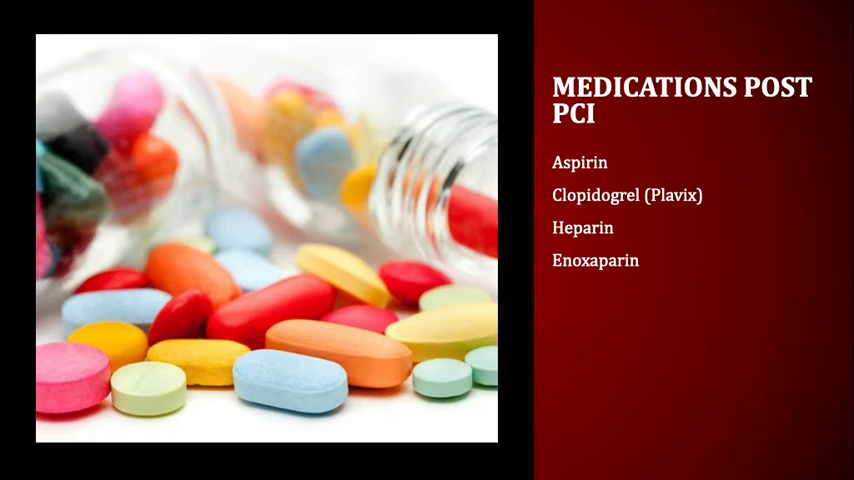 MEDICATIONS POST
PCI
Aspirin
Clopidogrel (Plavix)
Heparin
Enoxaparin